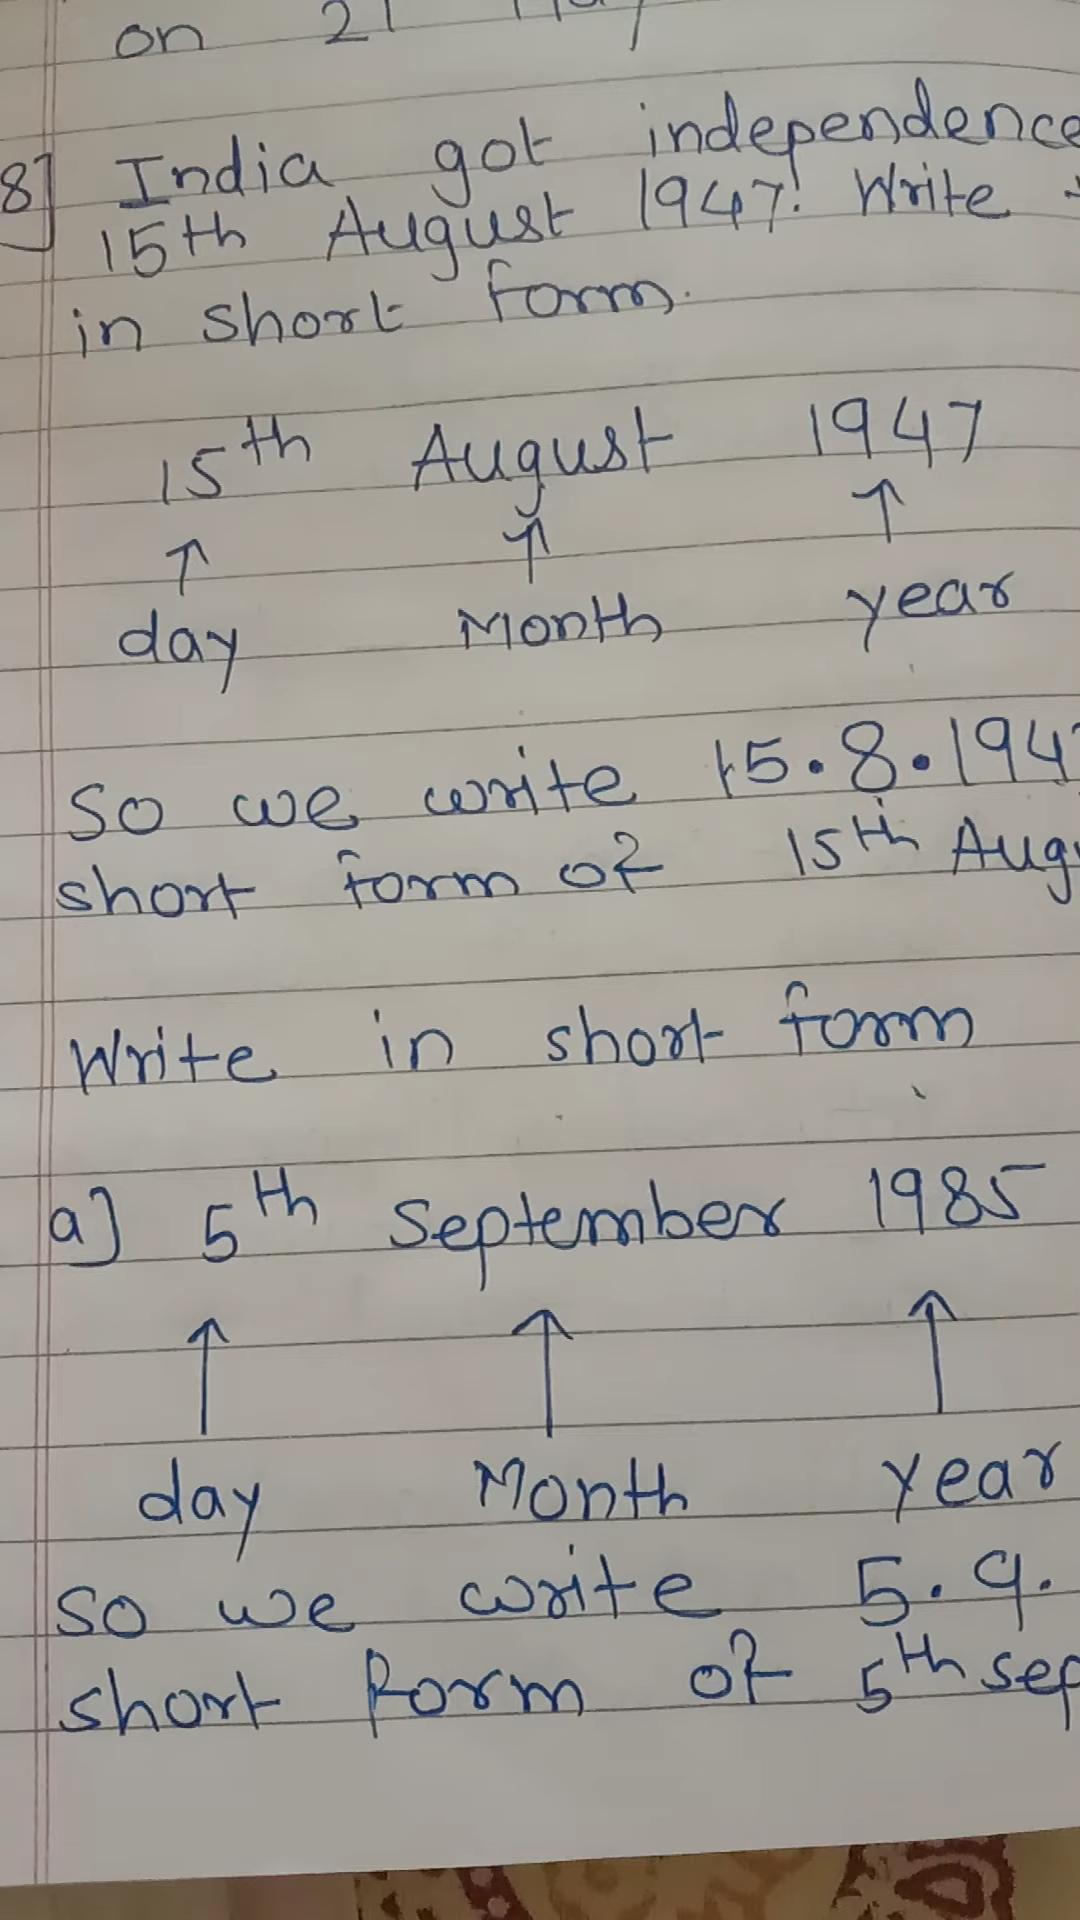 on 21
8] India got independence
15th August 1947! Write
in short form.
15th August 1947
↑ ↑ ↑
day Month year
So we write 15.8.194
short form of 15th Aug
Write in short form
a] 5th September 1985
↑ ↑ ↑
day Month year
So we write 5.9.
short form of 5th sep